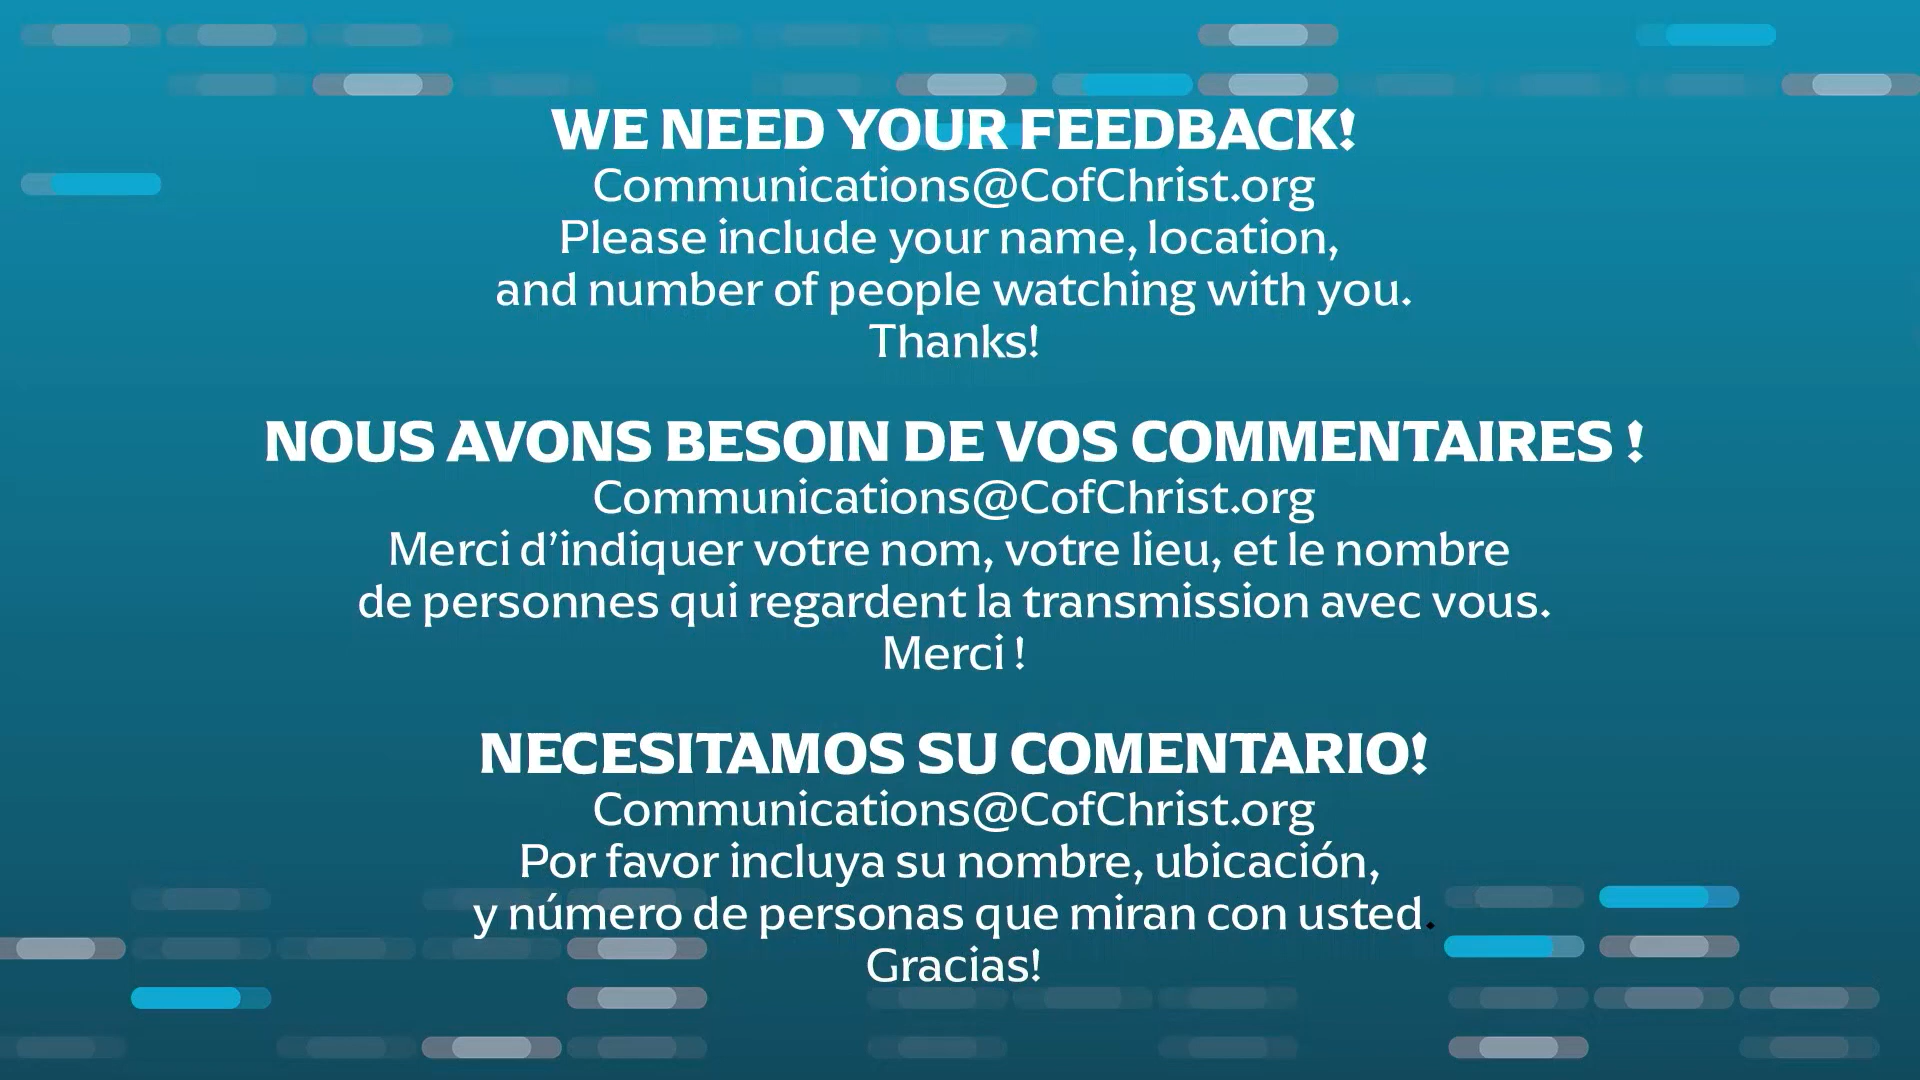 WE NEED YOUR FEEDBACK!
Communications@CofChrist.org
Please include your name, location,
and number of people watching with you.
Thanks!
NOUS AVONS BESOIN DE VOS COMMENTAIRES !
Communications@CofChrist.org
Merci d’indiquer votre nom, votre lieu, et le nombre
de personnes qui regardent la transmission avec vous.
Merci !
NECESITAMOS SU COMENTARIO!
Communications@CofChrist.org
Por favor incluya su nombre, ubicación,
y número de personas que miran con usted.
Gracias!